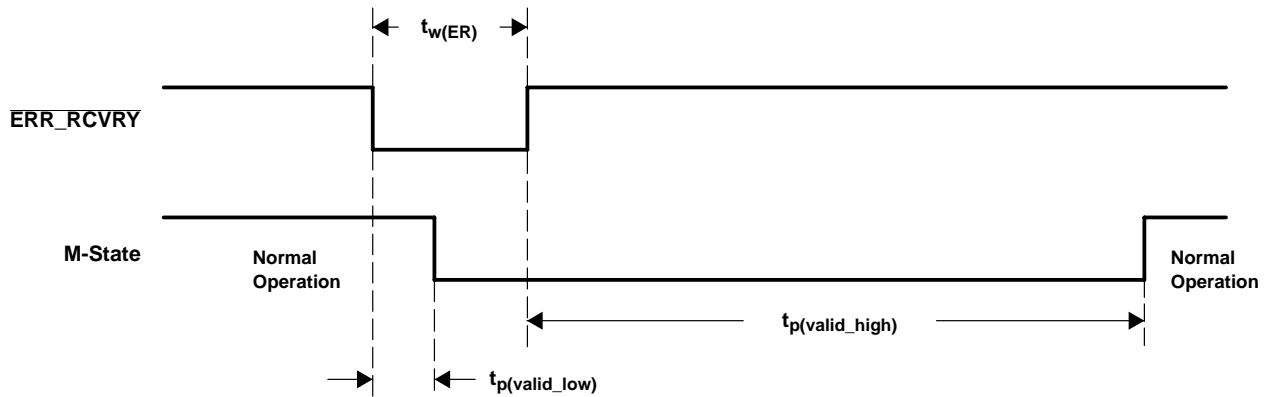 tw(ER)
ERR_RCVRY
M-State
Normal
Operation
Normal
Operation
tp(valid_high)
tp(valid_low)